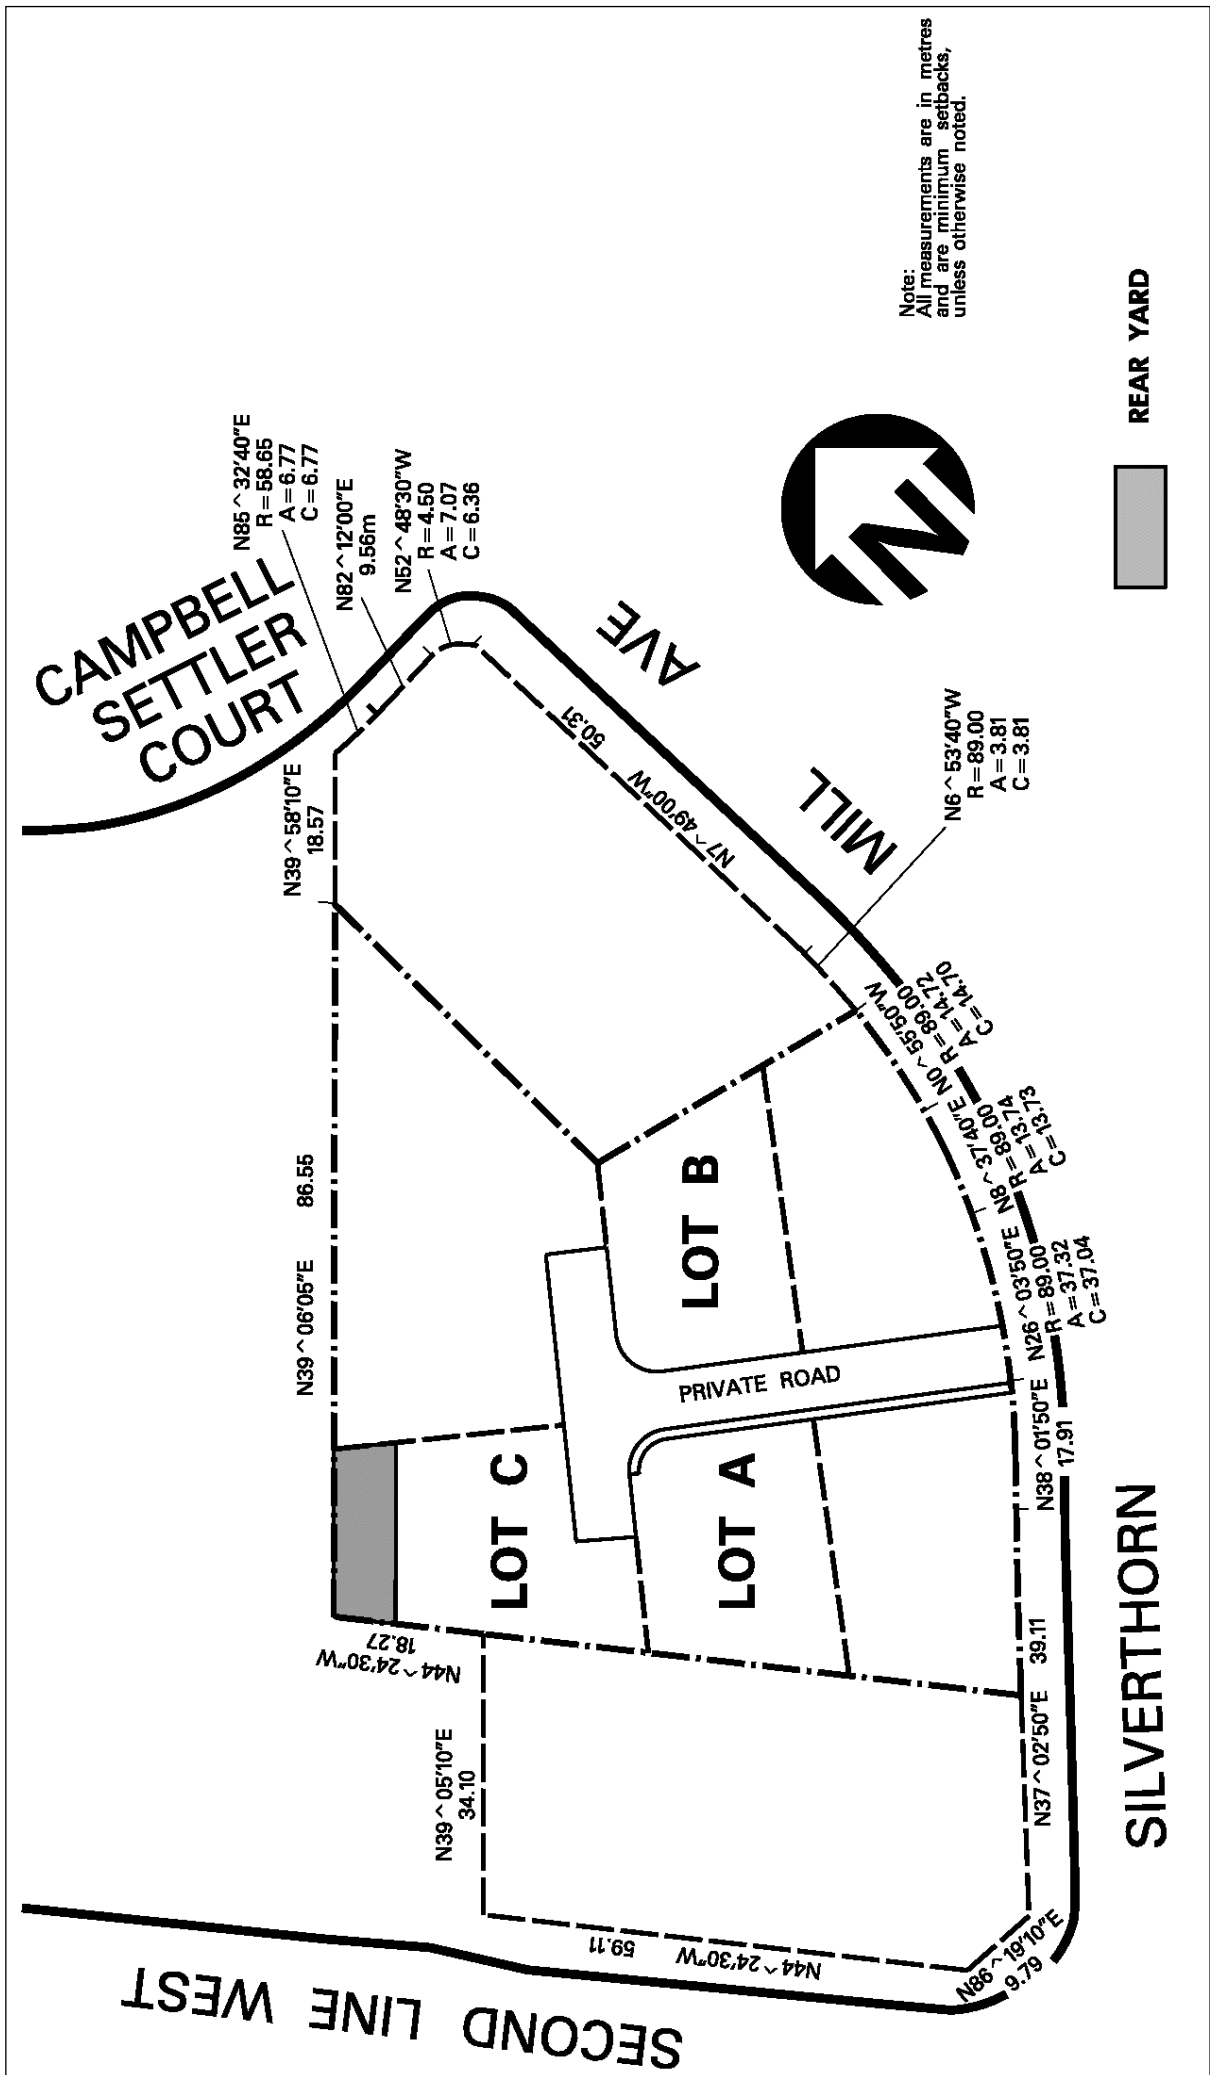 CAMPBELL
SETTLER
COURT
N85^32'40"E
R=58.65
A=6.77
C=6.77
N82^12'00"E
9.56m
N52^48'30"W
R=4.50
A=7.07
C=6.36
N39^58'10"E
18.57
N39^06'05"E 86.55
N44^24'30"W
18.27
N39^05'10"E
34.10
SECOND LINE WEST
N44^24'30"W 59.11
N86^19'10"E
9.79
LOT C
LOT A
LOT B
PRIVATE ROAD
N7^49'00"W 50.31
N6^53'40"W
R=89.00
A=3.81
C=3.81
N0^55'50"W
R=89.00
A=14.72
C=14.70
N8^37'40"E
R=89.00
A=13.74
C=13.73
N26^03'50"E
R=89.00
A=37.32
C=37.04
N38^01'50"E
17.91
N37^02'50"E 39.11
SILVERTHORN
MILL
AVE
N
Note:
All measurements are in metres
and are minimum setbacks,
unless otherwise noted.
REAR YARD